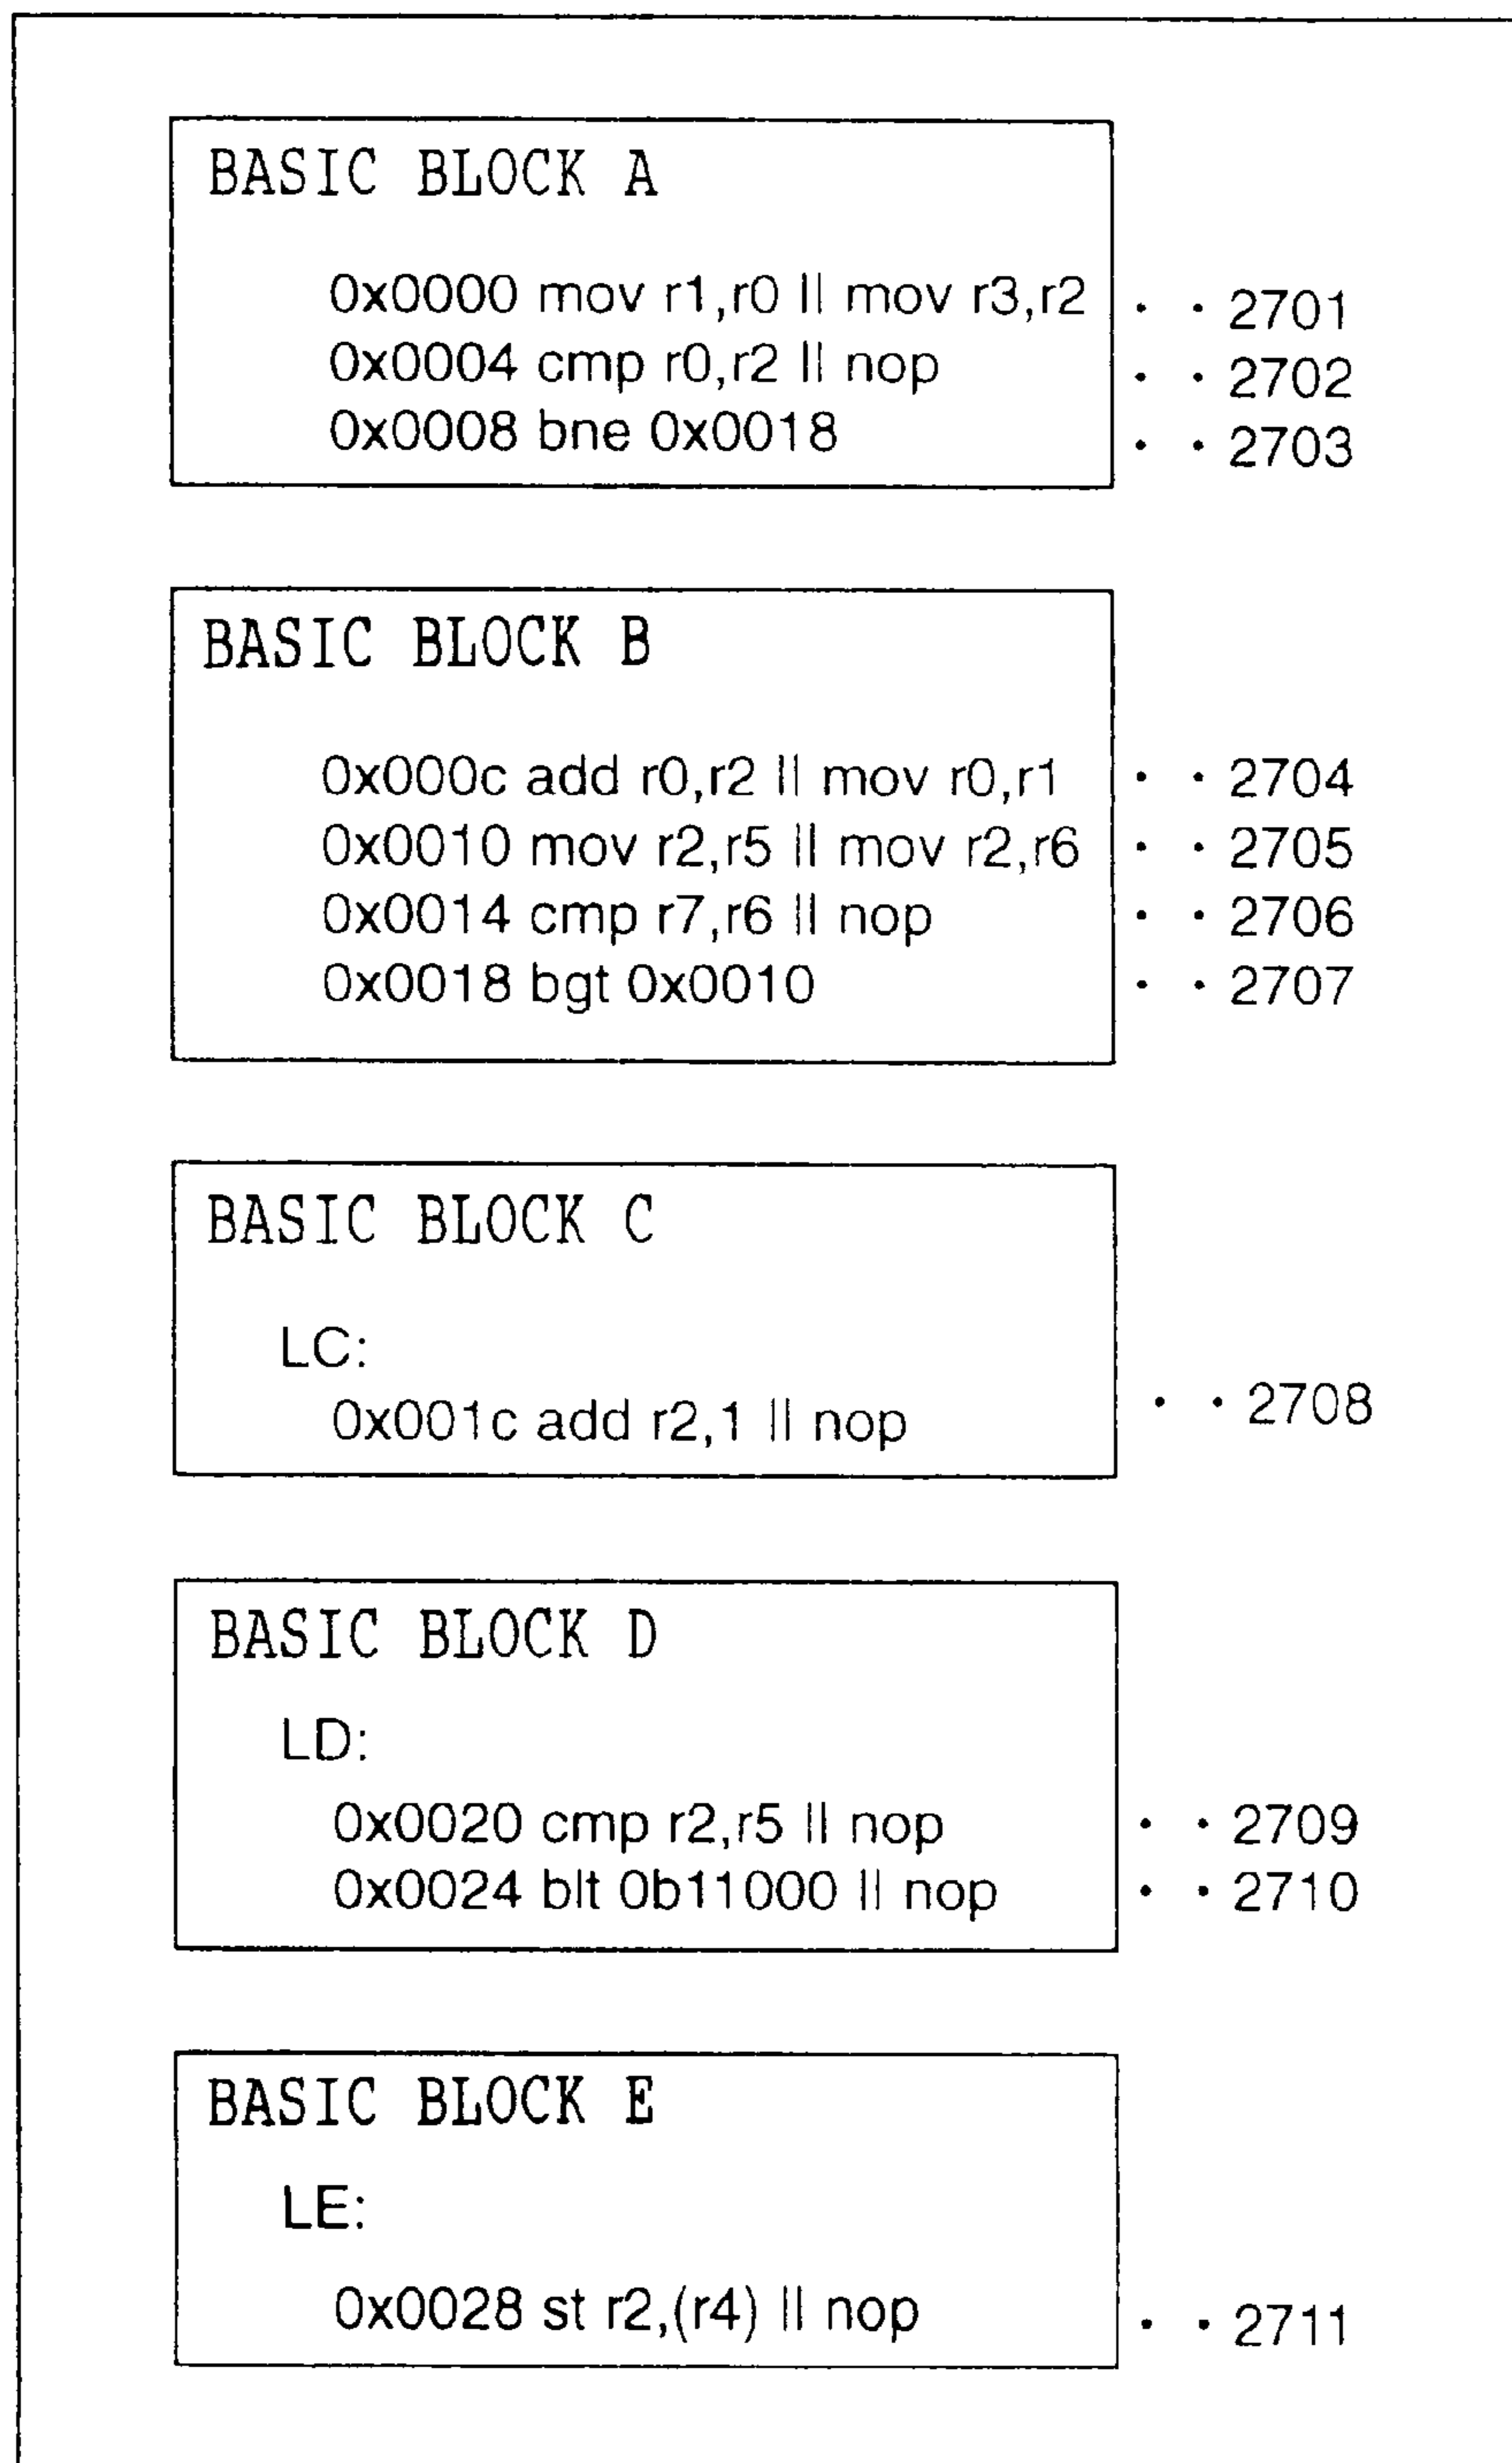 BASIC BLOCK A
0x0000 mov r1,r0 || mov r3,r2 · · 2701
0x0004 cmp r0,r2 || nop · · 2702
0x0008 bne 0x0018 · · 2703
BASIC BLOCK B
0x000c add r0,r2 || mov r0,r1 · · 2704
0x0010 mov r2,r5 || mov r2,r6 · · 2705
0x0014 cmp r7,r6 || nop · · 2706
0x0018 bgt 0x0010 · · 2707
BASIC BLOCK C
LC:
0x001c add r2,1 || nop · · 2708
BASIC BLOCK D
LD:
0x0020 cmp r2,r5 || nop · · 2709
0x0024 blt 0b11000 || nop · · 2710
BASIC BLOCK E
LE:
0x0028 st r2,(r4) || nop · · 2711